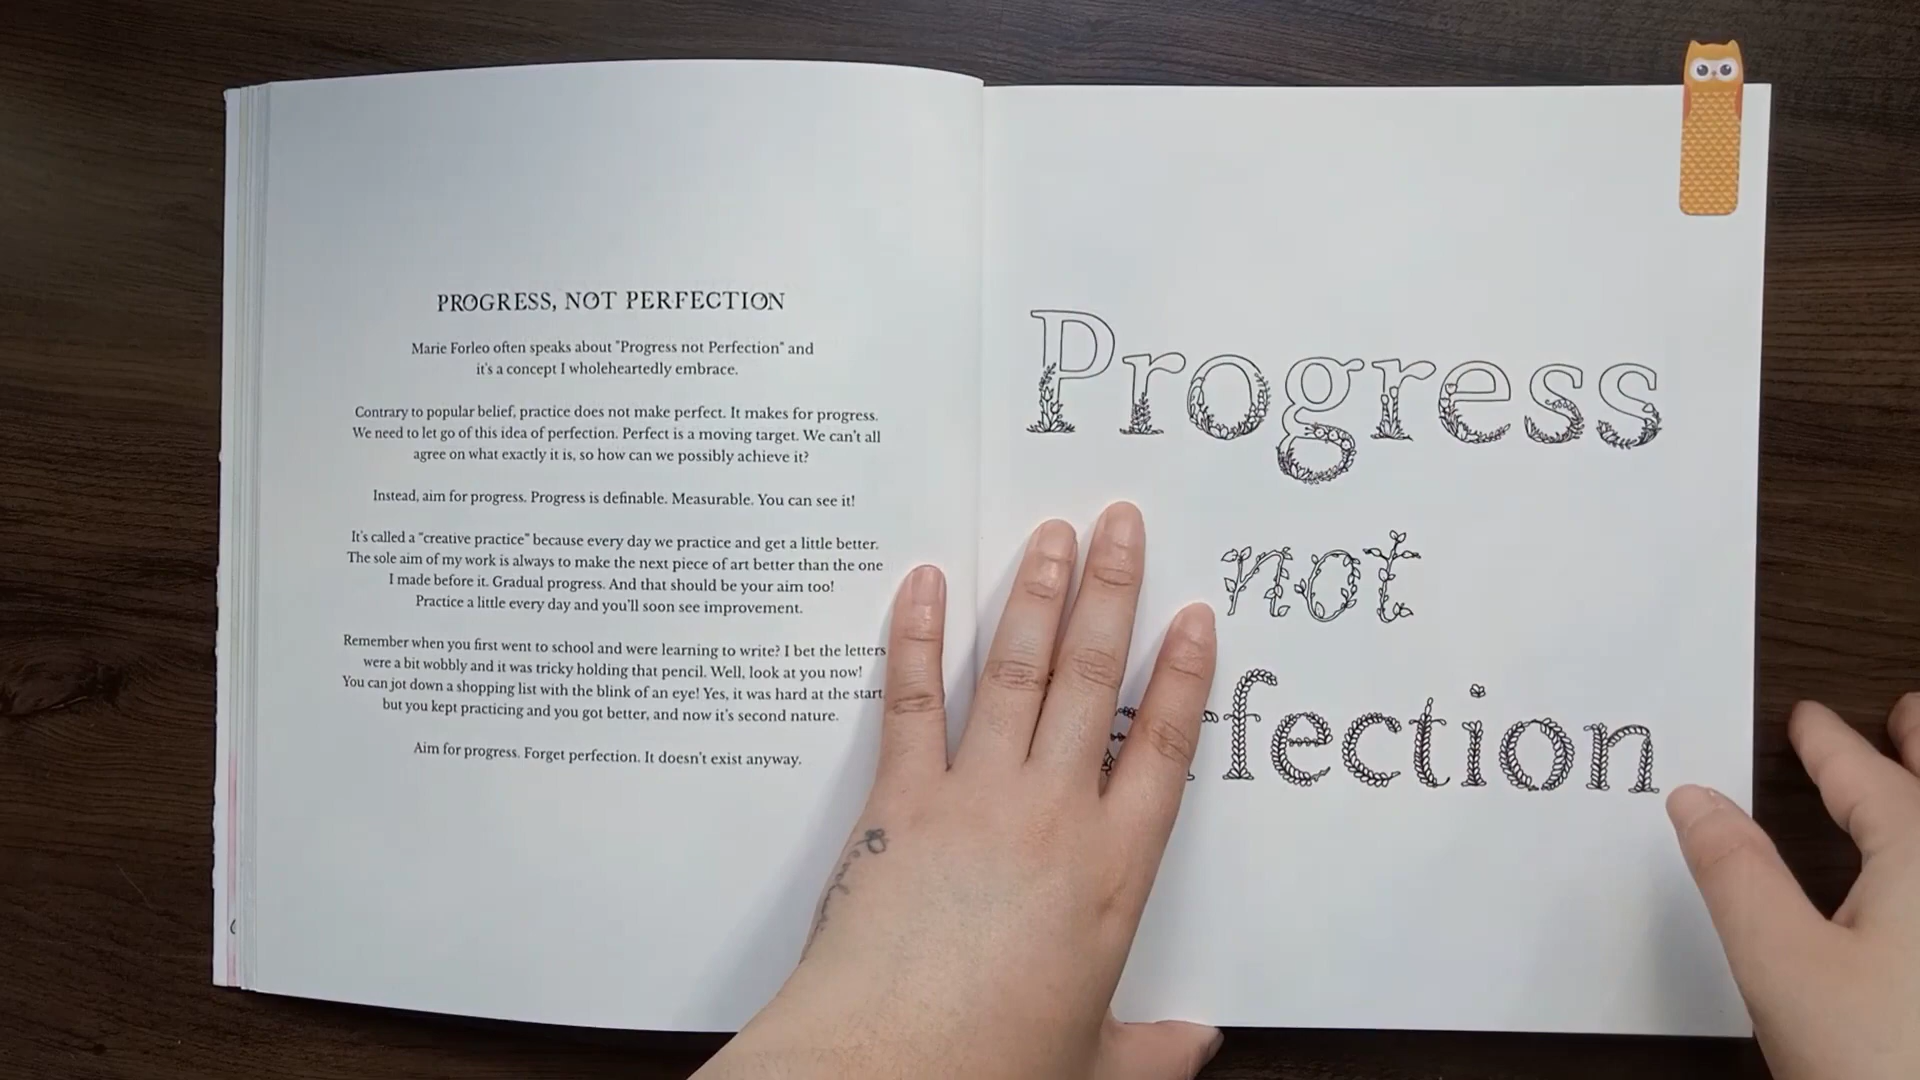 PROGRESS, NOT PERFECTION
Marie Forleo often speaks about "Progress not Perfection" and
it's a concept I wholeheartedly embrace.
Contrary to popular belief, practice does not make perfect. It makes for progress.
We need to let go of this idea of perfection. Perfect is a moving target. We can't all
agree on what exactly it is, so how can we possibly achieve it?
Instead, aim for progress. Progress is definable. Measurable. You can see it!
It's called a "creative practice" because every day we practice and get a little better.
The sole aim of my work is always to make the next piece of art better than the one
I made before it. Gradual progress. And that should be your aim too!
Practice a little every day and you'll soon see improvement.
Remember when you first went to school and were learning to write? I bet the letters
were a bit wobbly and it was tricky holding that pencil. Well, look at you now!
You can jot down a shopping list with the blink of an eye! Yes, it was hard at the start
but you kept practicing and you got better, and now it's second nature.
Aim for progress. Forget perfection. It doesn't exist anyway.
Progress
not
fection